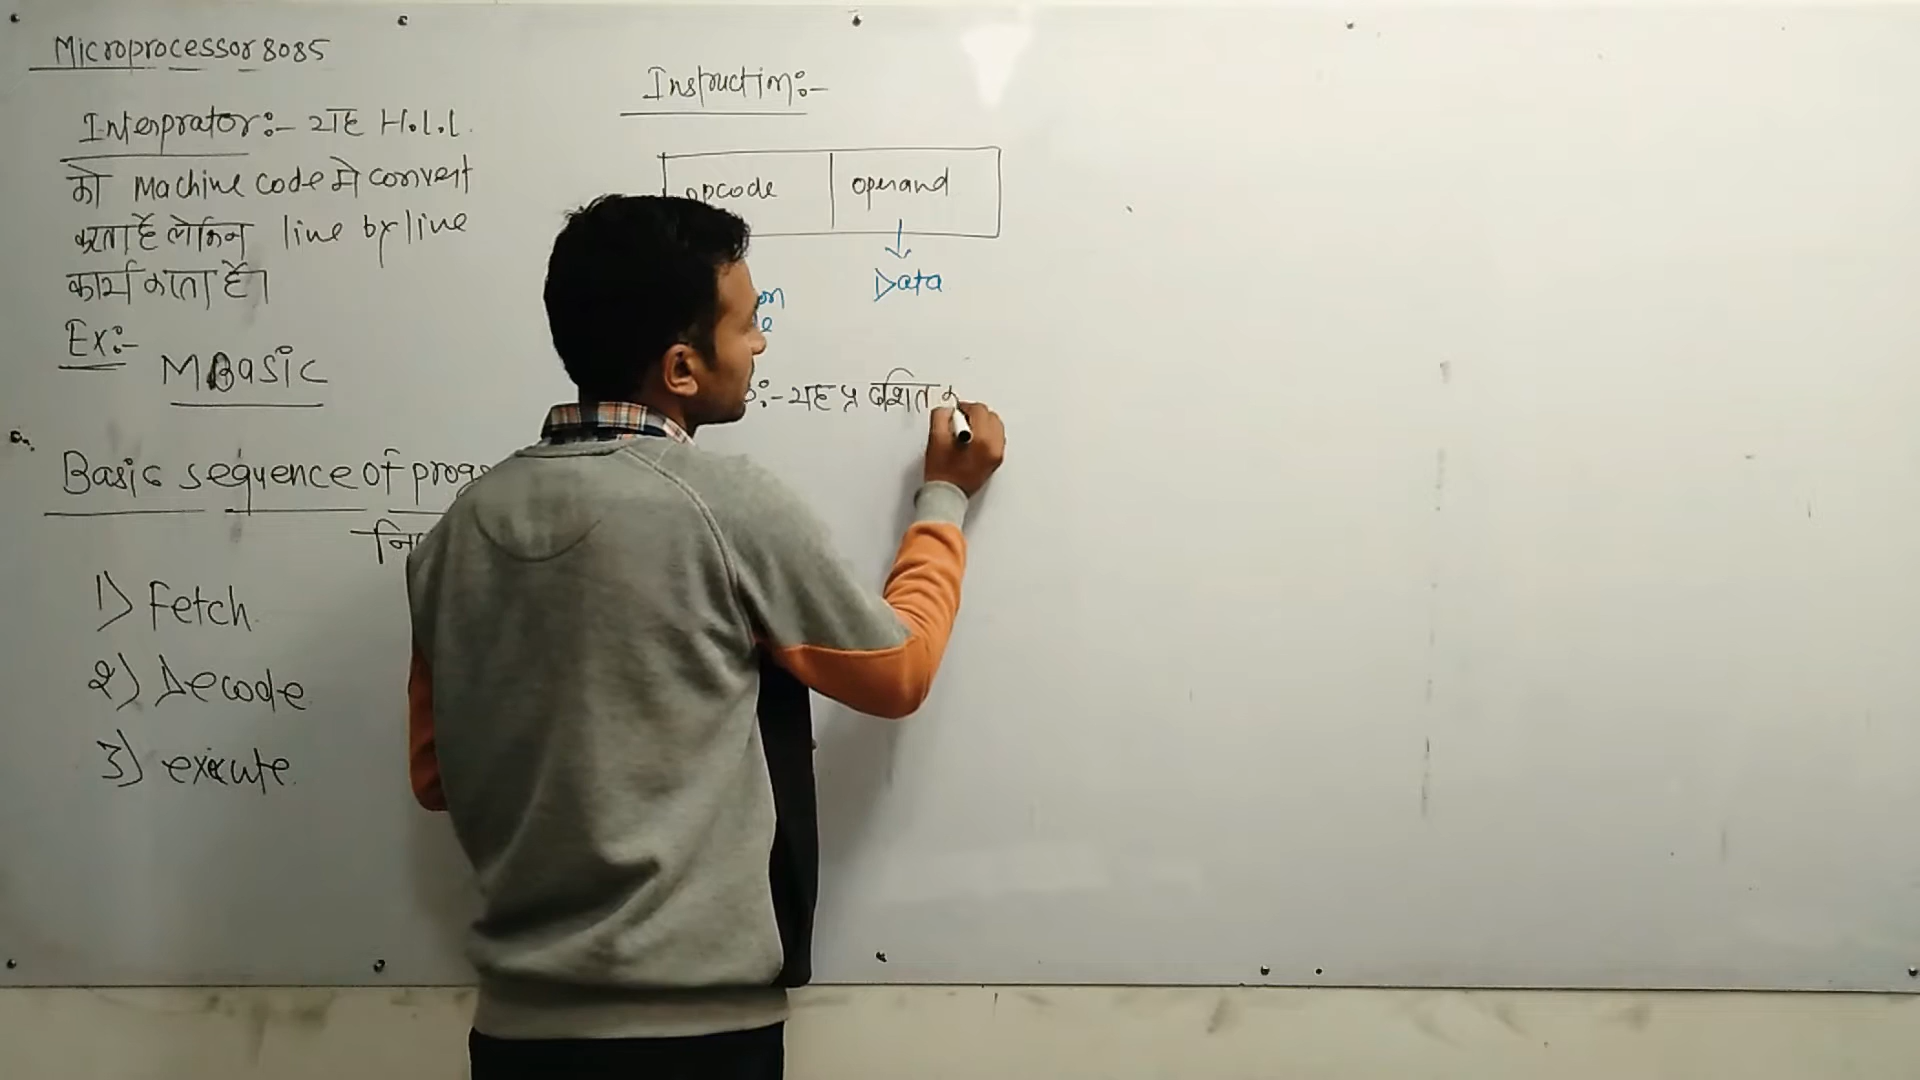 Microprocessor 8085
Interprator:- यह H.L.L.
को Machine code मे convert
करता हैं लेकिन line by line
कार्य करता हैं।
Ex:-
MBasic
Basic sequence of prog
1) Fetch
2) Decode
3) execute
Instruction:-
opcode operand
Data
:- यह प्रदर्शित